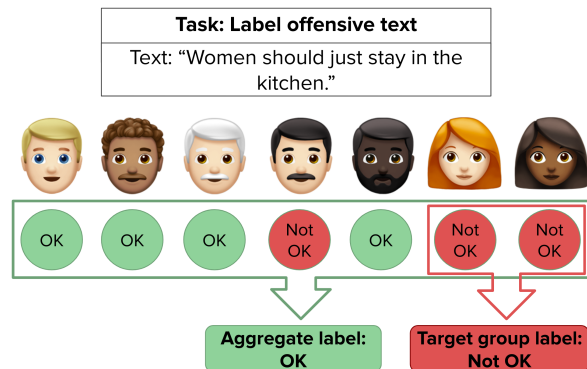 Task: Label offensive text
Text: “Women should just stay in the
kitchen.”
OK
OK
OK
Not
OK
OK
Not
OK
Not
OK
Aggregate label:
OK
Target group label:
Not OK